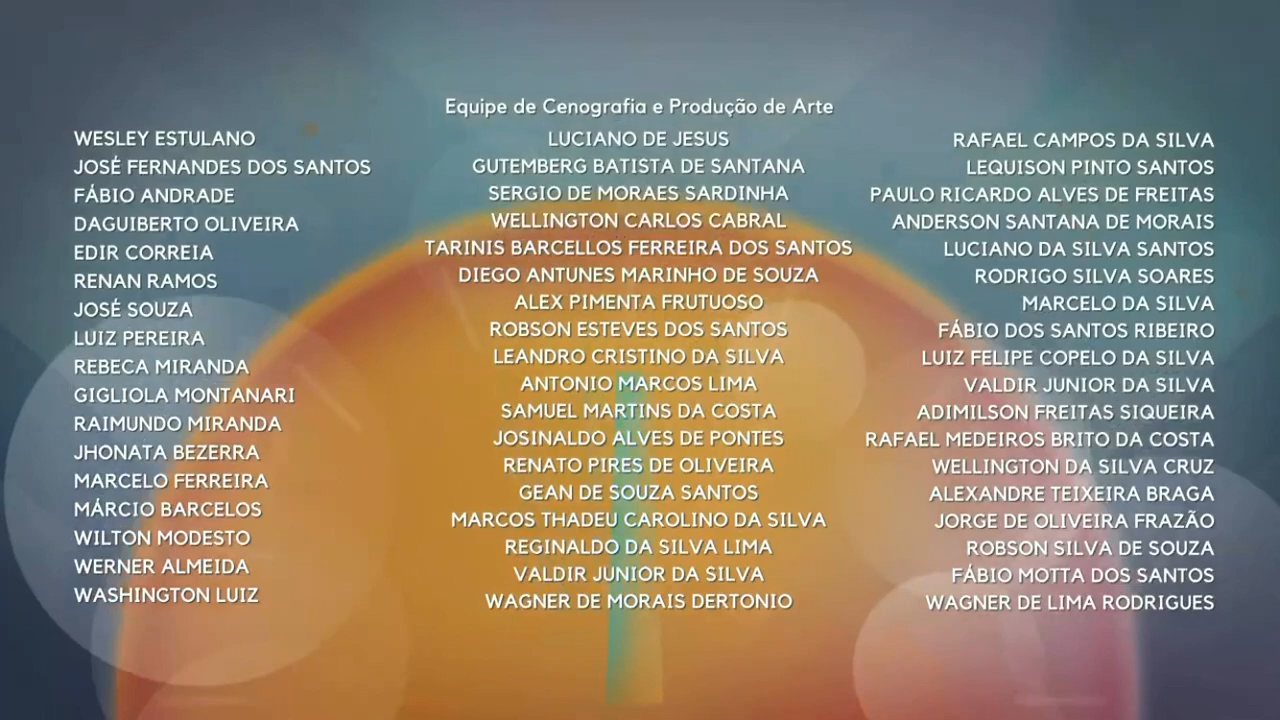 Equipe de Cenografia e Produção de Arte
WESLEY ESTULANO
JOSÉ FERNANDES DOS SANTOS
FÁBIO ANDRADE
DAGUIBERTO OLIVEIRA
EDIR CORREIA
RENAN RAMOS
JOSÉ SOUZA
LUIZ PEREIRA
REBECA MIRANDA
GIGLIOLA MONTANARI
RAIMUNDO MIRANDA
JHONATA BEZERRA
MARCELO FERREIRA
MÁRCIO BARCELOS
WILTON MODESTO
WERNER ALMEIDA
WASHINGTON LUIZ
LUCIANO DE JESUS
GUTEMBERG BATISTA DE SANTANA
SERGIO DE MORAES SARDINHA
WELLINGTON CARLOS CABRAL
TARINIS BARCELLOS FERREIRA DOS SANTOS
DIEGO ANTUNES MARINHO DE SOUZA
ALEX PIMENTA FRUTUOSO
ROBSON ESTEVES DOS SANTOS
LEANDRO CRISTINO DA SILVA
ANTONIO MARCOS LIMA
SAMUEL MARTINS DA COSTA
JOSINALDO ALVES DE PONTES
RENATO PIRES DE OLIVEIRA
GEAN DE SOUZA SANTOS
MARCOS THADEU CAROLINO DA SILVA
REGINALDO DA SILVA LIMA
VALDIR JUNIOR DA SILVA
WAGNER DE MORAIS DERTONIO
RAFAEL CAMPOS DA SILVA
LEQUISON PINTO SANTOS
PAULO RICARDO ALVES DE FREITAS
ANDERSON SANTANA DE MORAIS
LUCIANO DA SILVA SANTOS
RODRIGO SILVA SOARES
MARCELO DA SILVA
FÁBIO DOS SANTOS RIBEIRO
LUIZ FELIPE COPELO DA SILVA
VALDIR JUNIOR DA SILVA
ADIMILSON FREITAS SIQUEIRA
RAFAEL MEDEIROS BRITO DA COSTA
WELLINGTON DA SILVA CRUZ
ALEXANDRE TEIXEIRA BRAGA
JORGE DE OLIVEIRA FRAZÃO
ROBSON SILVA DE SOUZA
FÁBIO MOTTA DOS SANTOS
WAGNER DE LIMA RODRIGUES